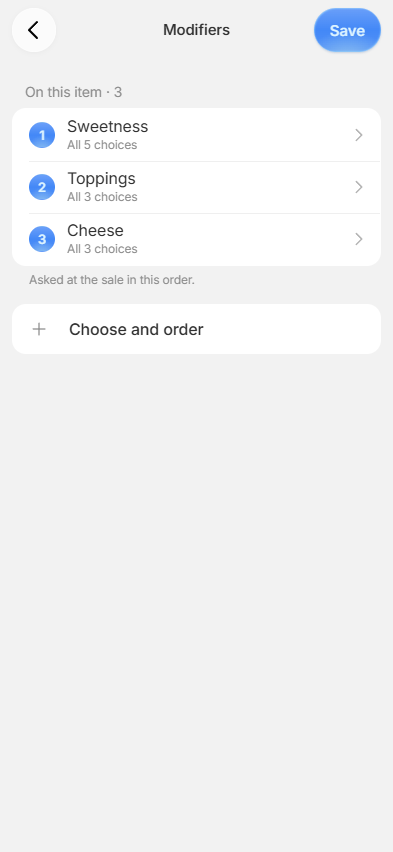 Modifiers
Save
On this item · 3
1
Sweetness
All 5 choices
2
Toppings
All 3 choices
3
Cheese
All 3 choices
Asked at the sale in this order.
Choose and order